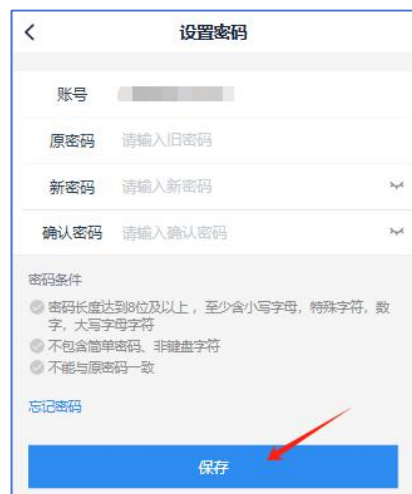 设置密码
账号
原密码 请输入旧密码
新密码 请输入新密码
确认密码 请输入确认密码
密码条件
密码长度达到8位及以上，至少含小写字母，特殊字符，数
字，大写字母字符
不包含简单密码、非键盘字符
不能与原密码一致
忘记密码
保存